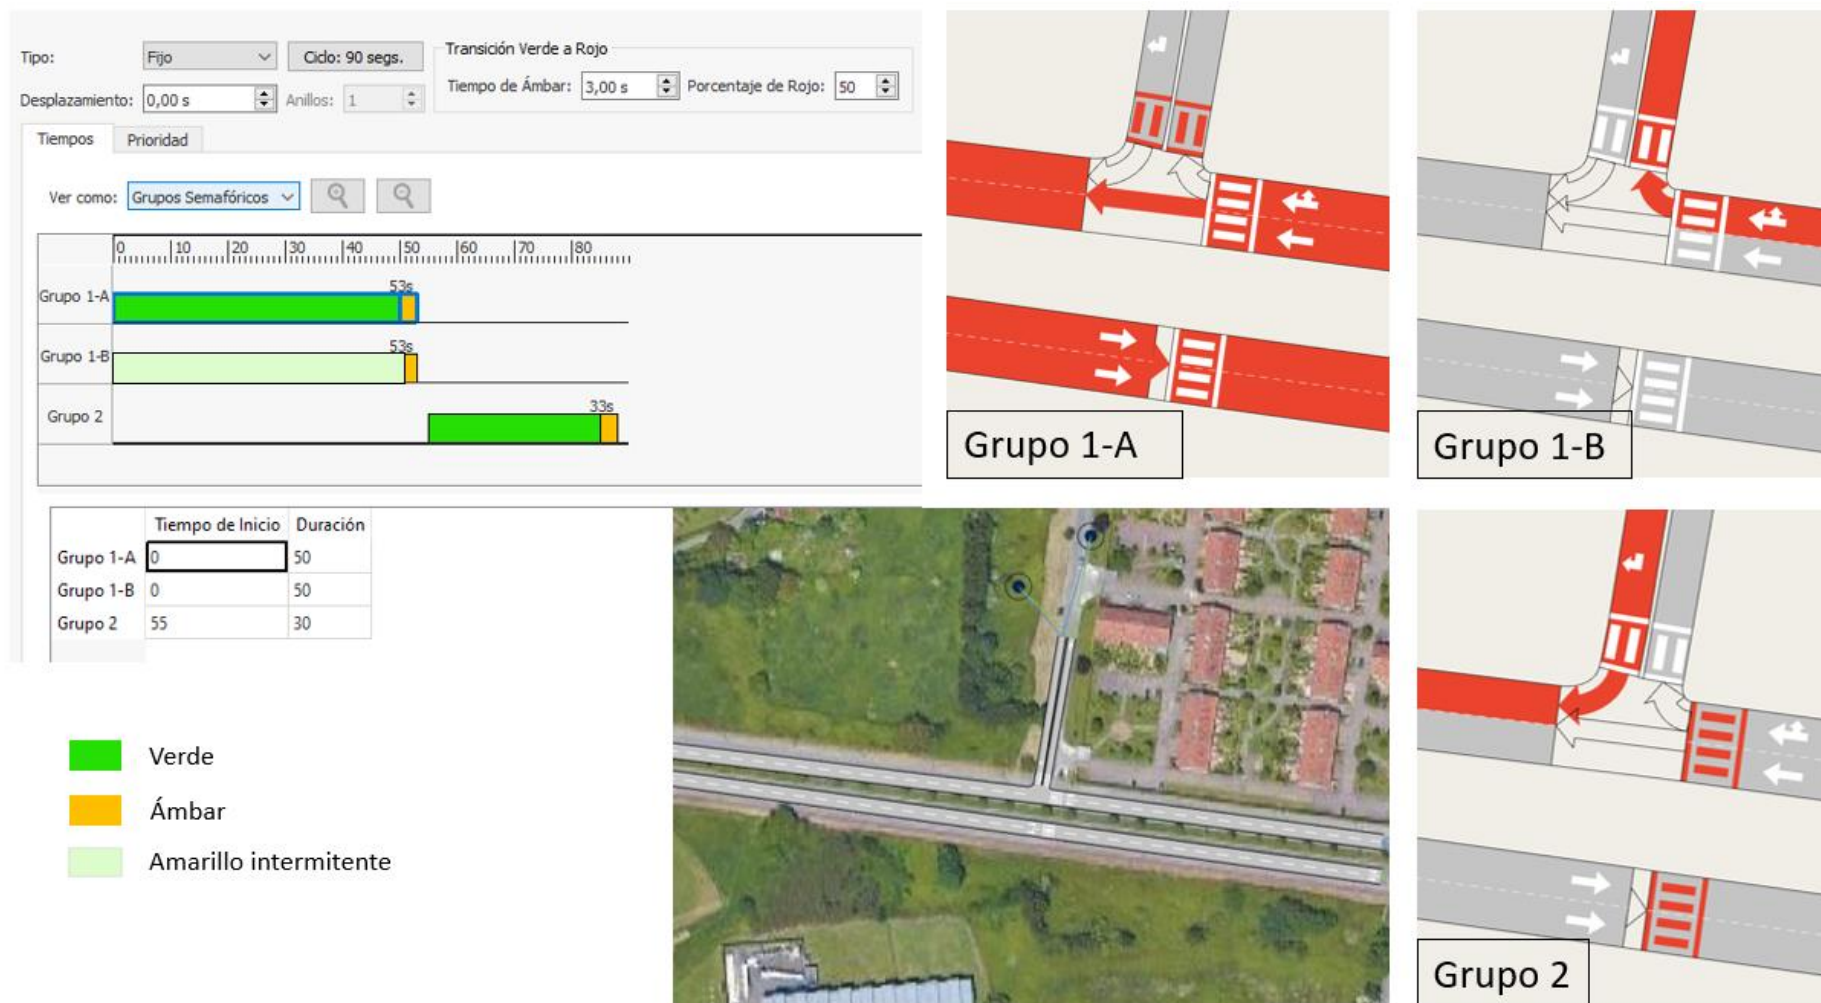 Transición Verde a Rojo
Tipo: Fijo Ciclo: 90 segs.
Tiempo de Ámbar: 3,00 s Porcentaje de Rojo: 50
Desplazamiento: 0,00 s Anillos: 1
Tiempos Prioridad
Ver como: Grupos Semafóricos
0 10 20 30 40 50 60 70 80
53s
Grupo 1-A
53s
Grupo 1-B
33s
Grupo 2
Tiempo de Inicio Duración
Grupo 1-A 0 50
Grupo 1-B 0 50
Grupo 2 55 30
Verde
Ámbar
Amarillo intermitente
Grupo 1-A
Grupo 1-B
Grupo 2